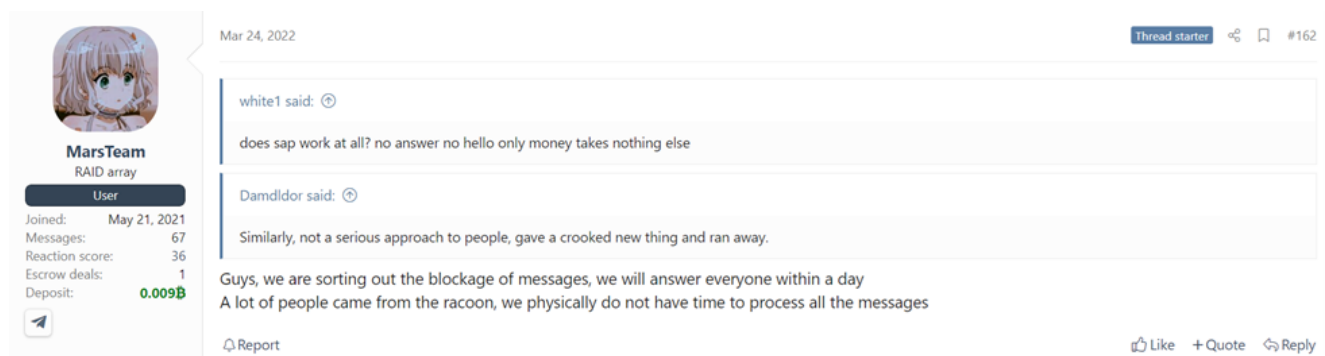 Mar 24, 2022
Thread starter
#162
white1 said:
does sap work at all? no answer no hello only money takes nothing else
MarsTeam
RAID array
User
Damdldor said:
Similarly, not a serious approach to people, gave a crooked new thing and ran away.
Joined: May 21, 2021
Messages: 67
Reaction score: 36
Escrow deals: 1
Deposit: 0.009₿
Guys, we are sorting out the blockage of messages, we will answer everyone within a day
A lot of people came from the racoon, we physically do not have time to process all the messages
Report
Like
+Quote
Reply